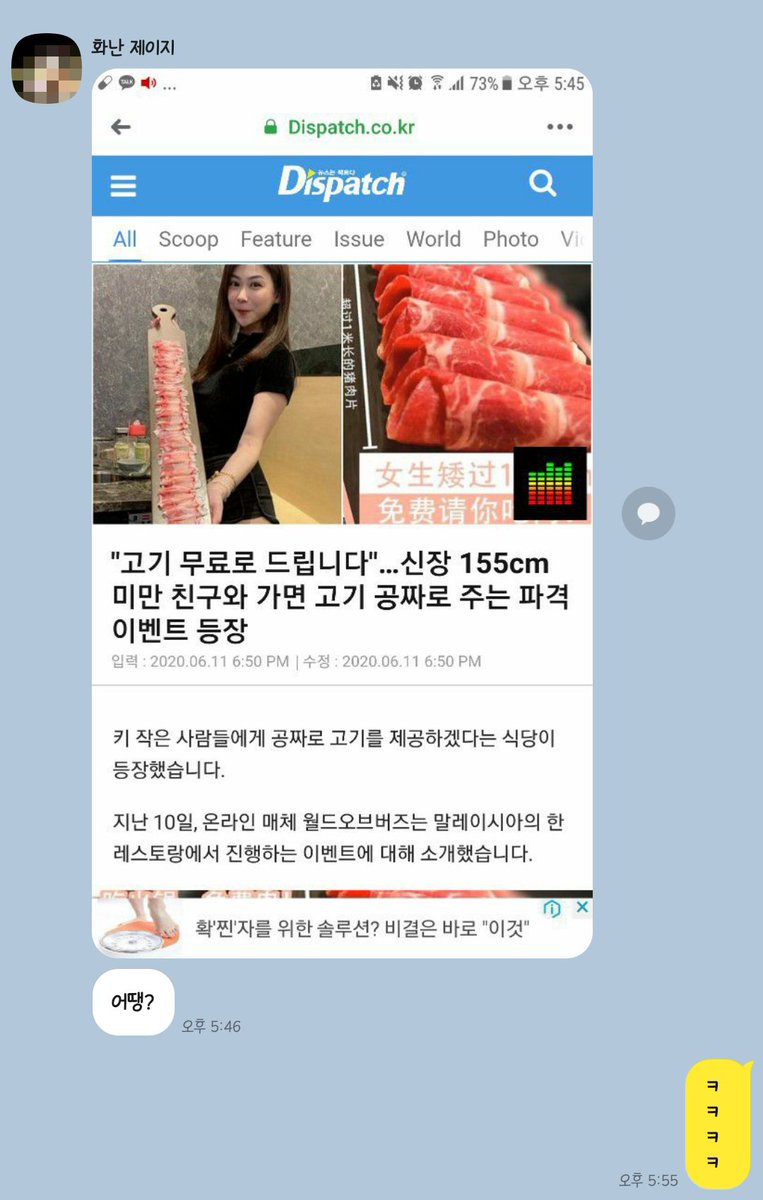 화난 제이지
TALK ... 73% 오후 5:45
Dispatch.co.kr
뉴스는 팩트다
Dispatch
All Scoop Feature Issue World Photo Vi
超过1米长的猪肉片
女生矮过1
免费请你吃
"고기 무료로 드립니다"...신장 155cm
미만 친구와 가면 고기 공짜로 주는 파격
이벤트 등장
입력 : 2020.06.11 6:50 PM | 수정 : 2020.06.11 6:50 PM
키 작은 사람들에게 공짜로 고기를 제공하겠다는 식당이
등장했습니다.
지난 10일, 온라인 매체 월드오브버즈는 말레이시아의 한
레스토랑에서 진행하는 이벤트에 대해 소개했습니다.
확'찐'자를 위한 솔루션? 비결은 바로 "이것"
어땡?
오후 5:46
ㅋ
ㅋ
ㅋ
ㅋ
오후 5:55